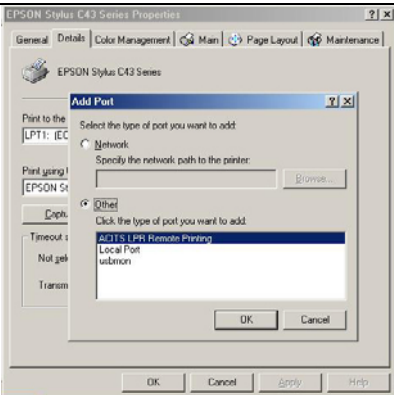 EPSON Stylus C43 Series Properties
General Details Color Management Main Page Layout Maintenance
EPSON Stylus C43 Series
Add Port
Print to the
Select the type of port you want to add:
LPT1: (EC
Network
Specify the network path to the printer:
Print using
Browse...
EPSON St
Other
Click the type of port you want to add.
Timeout s
ACITS LPR Remote Printing
Local Port
usbmon
Not sel
Transm
OK Cancel
OK Cancel Apply Help